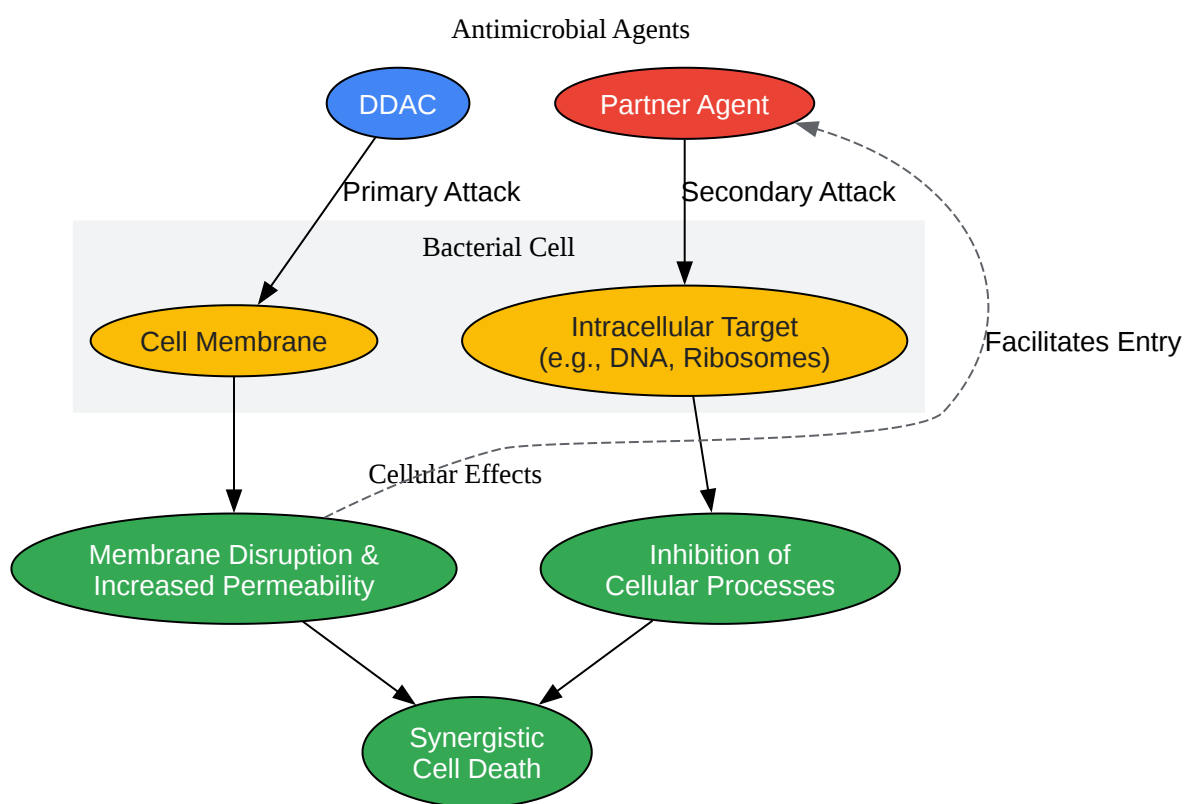 Antimicrobial Agents
DDAC
Partner Agent
Primary Attack
Secondary Attack
Bacterial Cell
Cell Membrane
Intracellular Target
(e.g., DNA, Ribosomes)
Facilitates Entry
Cellular Effects
Membrane Disruption &
Increased Permeability
Inhibition of
Cellular Processes
Synergistic
Cell Death